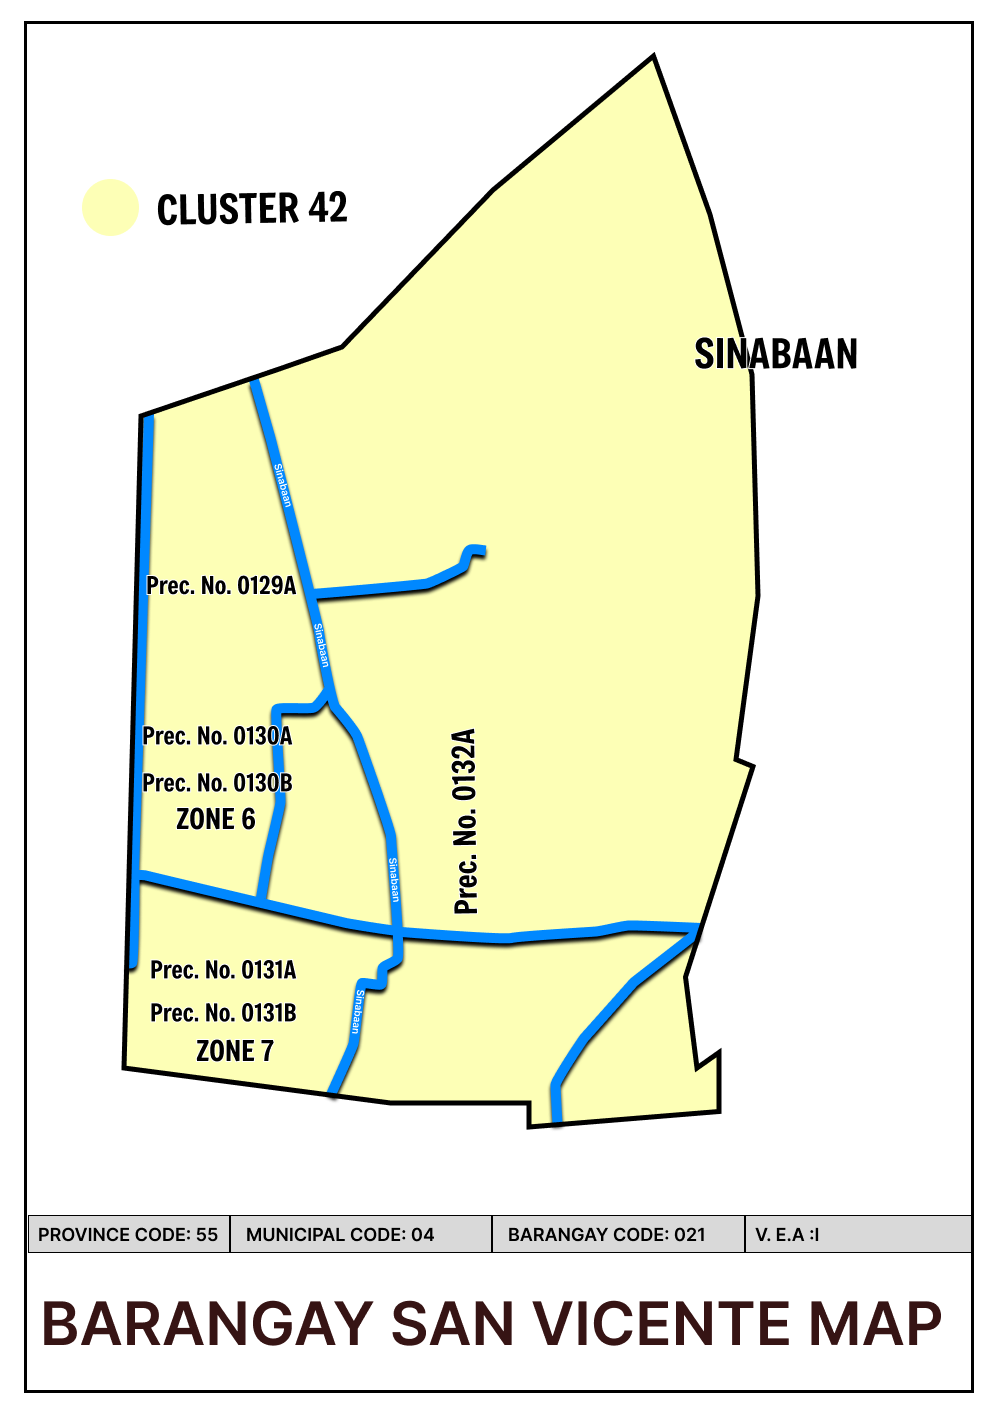 CLUSTER 42
SINABAAN
Sinabaan
Prec. No. 0129A
Sinabaan
Prec. No. 0130A
Prec. No. 0130B
ZONE 6
Prec. No. 0132A
Sinabaan
Prec. No. 0131A
Sinabaan
Prec. No. 0131B
ZONE 7
PROVINCE CODE: 55
MUNICIPAL CODE: 04
BARANGAY CODE: 021
V. E.A :I
BARANGAY SAN VICENTE MAP